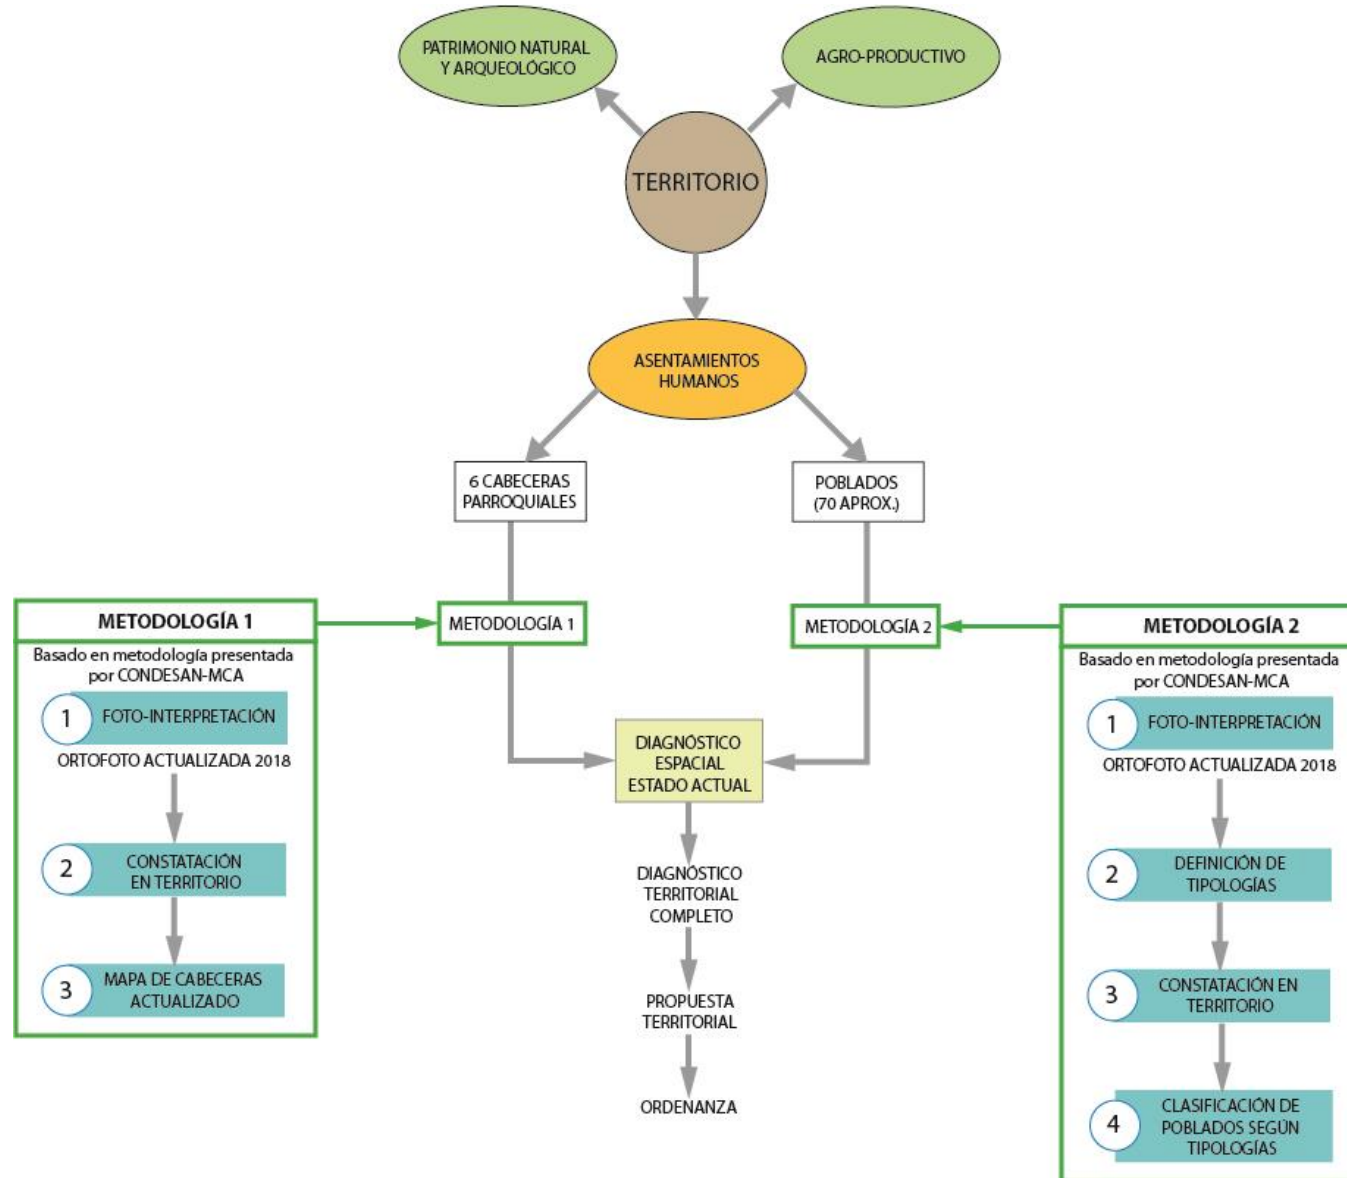 PATRIMONIO NATURAL
Y ARQUEOLÓGICO
AGRO-PRODUCTIVO
TERRITORIO
ASENTAMIENTOS
HUMANOS
6 CABECERAS
PARROQUIALES
POBLADOS
(70 APROX.)
METODOLOGÍA 1
Basado en metodología presentada
por CONDESAN-MCA
1
FOTO-INTERPRETACIÓN
ORTOFOTO ACTUALIZADA 2018
2
CONSTATACIÓN
EN TERRITORIO
3
MAPA DE CABECERAS
ACTUALIZADO
METODOLOGÍA 1
METODOLOGÍA 2
DIAGNÓSTICO
ESPACIAL
ESTADO ACTUAL
DIAGNÓSTICO
TERRITORIAL
COMPLETO
PROPUESTA
TERRITORIAL
ORDENANZA
METODOLOGÍA 2
Basado en metodología presentada
por CONDESAN-MCA
1
FOTO-INTERPRETACIÓN
ORTOFOTO ACTUALIZADA 2018
2
DEFINICIÓN DE
TIPOLOGÍAS
3
CONSTATACIÓN EN
TERRITORIO
4
CLASIFICACIÓN DE
POBLADOS SEGÚN
TIPOLOGÍAS